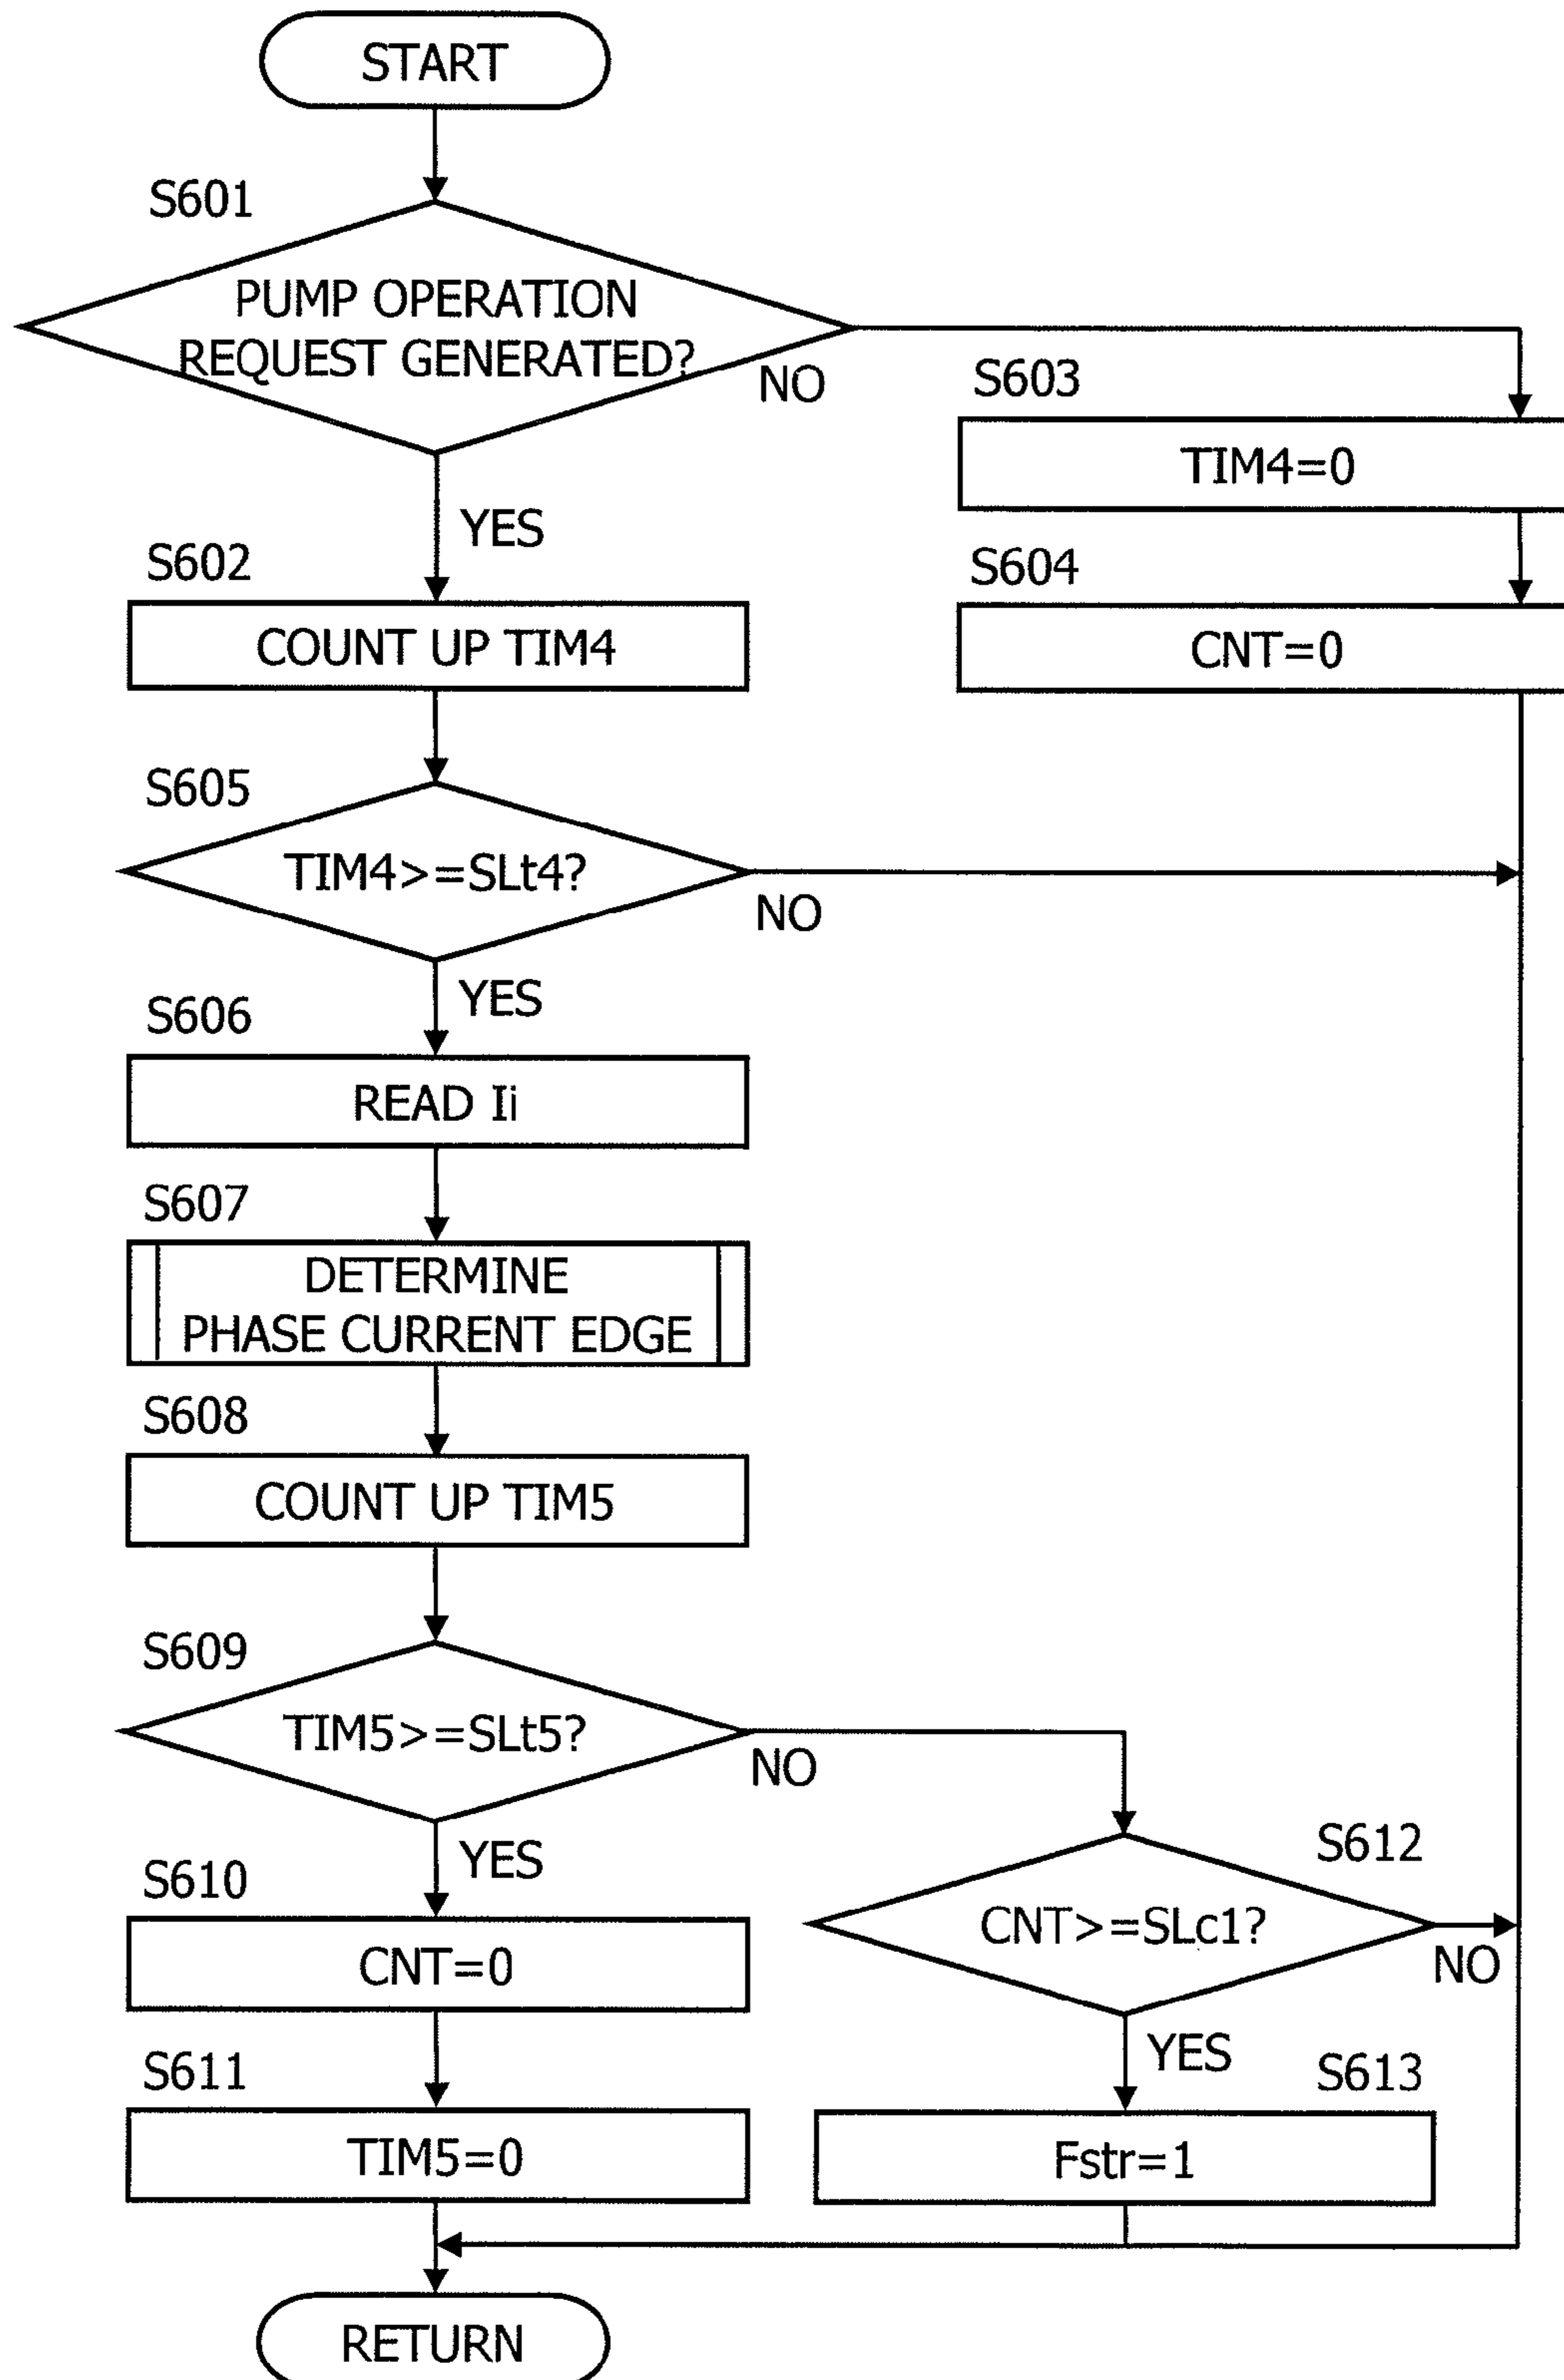 START
S601
PUMP OPERATION
REQUEST GENERATED?
NO
S603
TIM4=0
YES
S602
COUNT UP TIM4
S604
CNT=0
S605
TIM4>=SLt4?
NO
YES
S606
READ Ii
S607
DETERMINE
PHASE CURRENT EDGE
S608
COUNT UP TIM5
S609
TIM5>=SLt5?
NO
YES
S612
CNT>=SLc1?
NO
S610
CNT=0
YES
S611
TIM5=0
S613
Fstr=1
RETURN